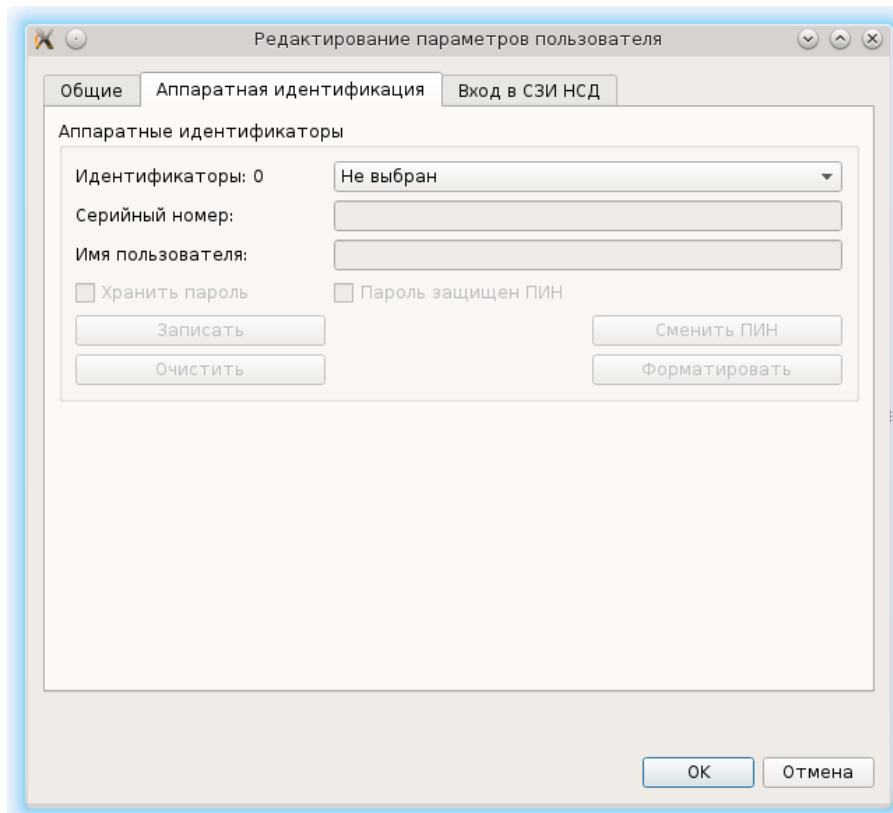 Редактирование параметров пользователя
Общие Аппаратная идентификация Вход в СЗИ НСД
Аппаратные идентификаторы
Идентификаторы: 0 Не выбран
Серийный номер:
Имя пользователя:
Хранить пароль Пароль защищен ПИН
Записать Сменить ПИН
Очистить Форматировать
OK Отмена